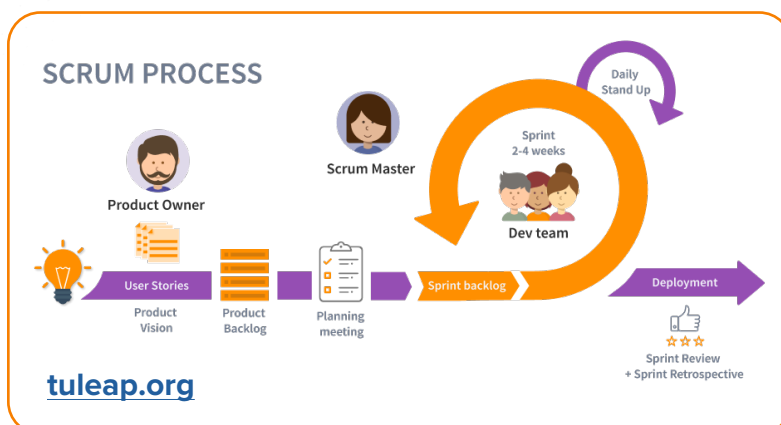 SCRUM PROCESS
Daily
Stand Up
Sprint
2-4 weeks
Scrum Master
Product Owner
Dev team
User Stories
Sprint backlog
Deployment
Product
Vision
Product
Backlog
Planning
meeting
Sprint Review
+ Sprint Retrospective
tuleap.org